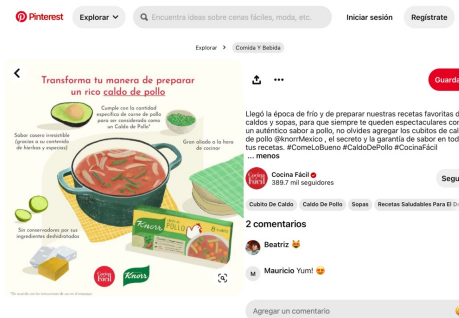 Pinterest
Explorar
Encuentra ideas sobre cenas fáciles, moda, etc.
Iniciar sesión
Regístrate
Explorar
Comida Y Bebida
Transforma tu manera de preparar
un rico caldo de pollo
Cumple con la cantidad
específica de carne de pollo
para ser considerado como
un Caldo de Pollo*
Sabor casero irresistible
(gracias a su contenido
de hierbas y especias)
Gran aliado a la hora
de cocinar
Sin conservadores por sus
ingredientes deshidratados
Knorr
POLLO
8
Cocina
Fácil
Knorr
Guarda
Llegó la época de frío y de preparar nuestras recetas favoritas d
caldos y sopas, para que siempre te queden espectaculares con
un auténtico sabor a pollo, no olvides agregar los cubitos de cal
de pollo @knorrMexico , el secreto y la garantía de sabor en tod
tus recetas. #ComeLoBueno #CaldoDePollo #CocinaFácil
... menos
Cocina
Fácil
Cocina Fácil
389.7 mil seguidores
Segu
Cubito De Caldo
Caldo De Pollo
Sopas
Recetas Saludables Para El De
2 comentarios
Beatriz 😸
M
Mauricio Yum! 😍
Agregar un comentario